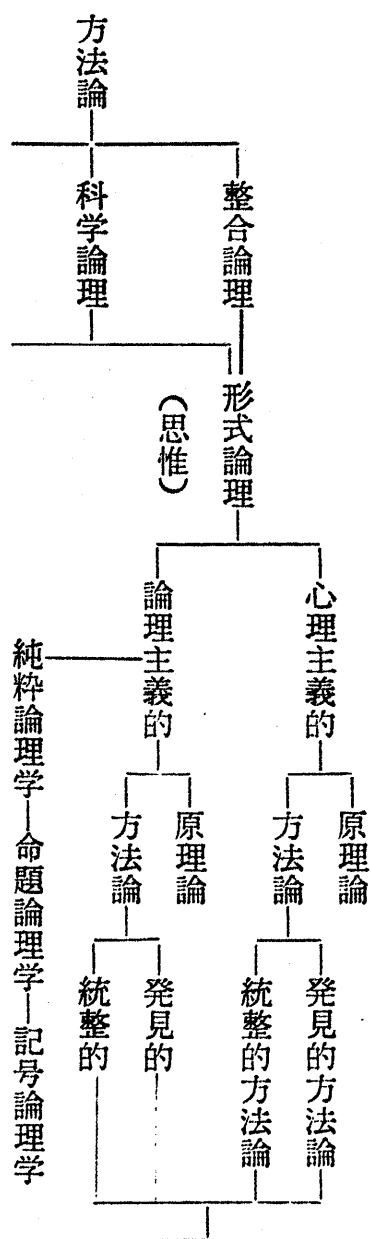 原理論
心理主義的
発見的方法論
方法論
統整的方法論
整合論理
形式論理
原理論
(思惟)
論理主義的
発見的
方法論
統整的
方法論
科学論理
純粋論理学—命題論理学—記号論理学